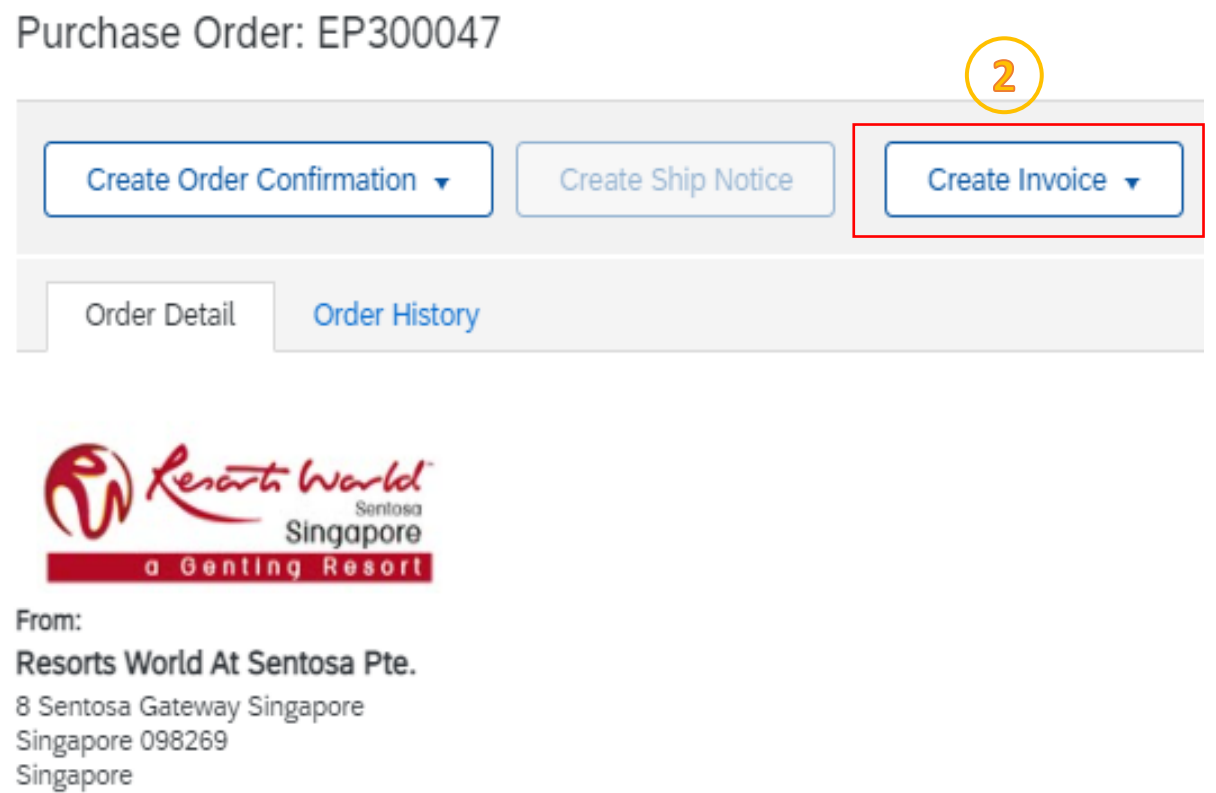 Purchase Order: EP300047
2
Create Order Confirmation
Create Ship Notice
Create Invoice
Order Detail
Order History
RW
Resorts World
Sentosa
Singapore
a Genting Resort
From:
Resorts World At Sentosa Pte.
8 Sentosa Gateway Singapore
Singapore 098269
Singapore